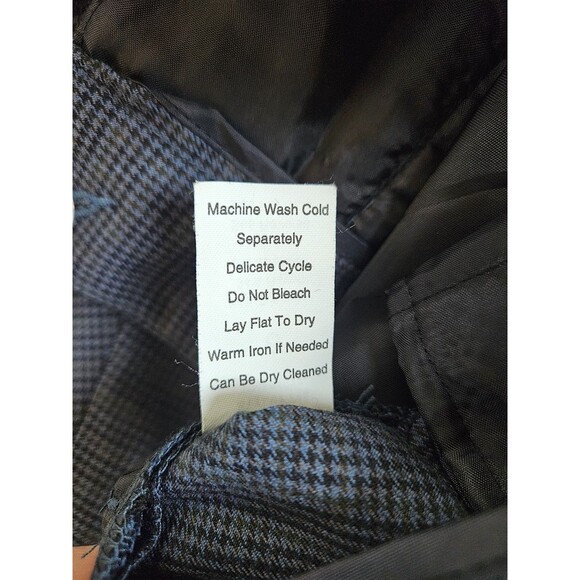 Machine Wash Cold
Separately
Delicate Cycle
Do Not Bleach
Lay Flat To Dry
Warm Iron If Needed
Can Be Dry Cleaned